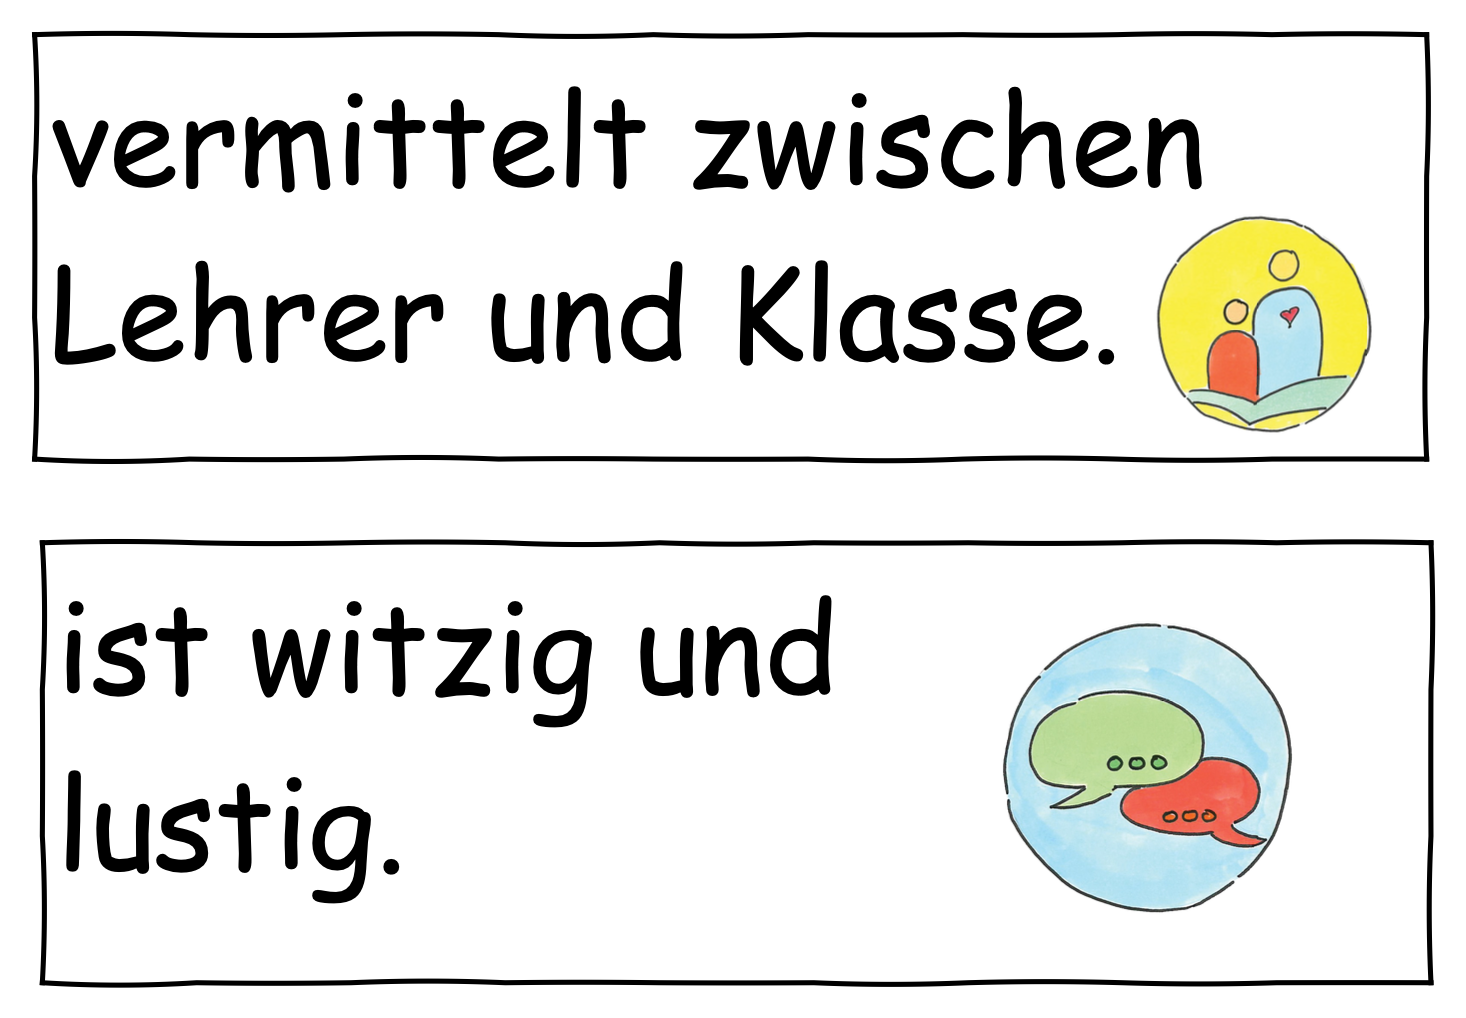 vermittelt zwischen
Lehrer und Klasse.
ist witzig und
lustig.